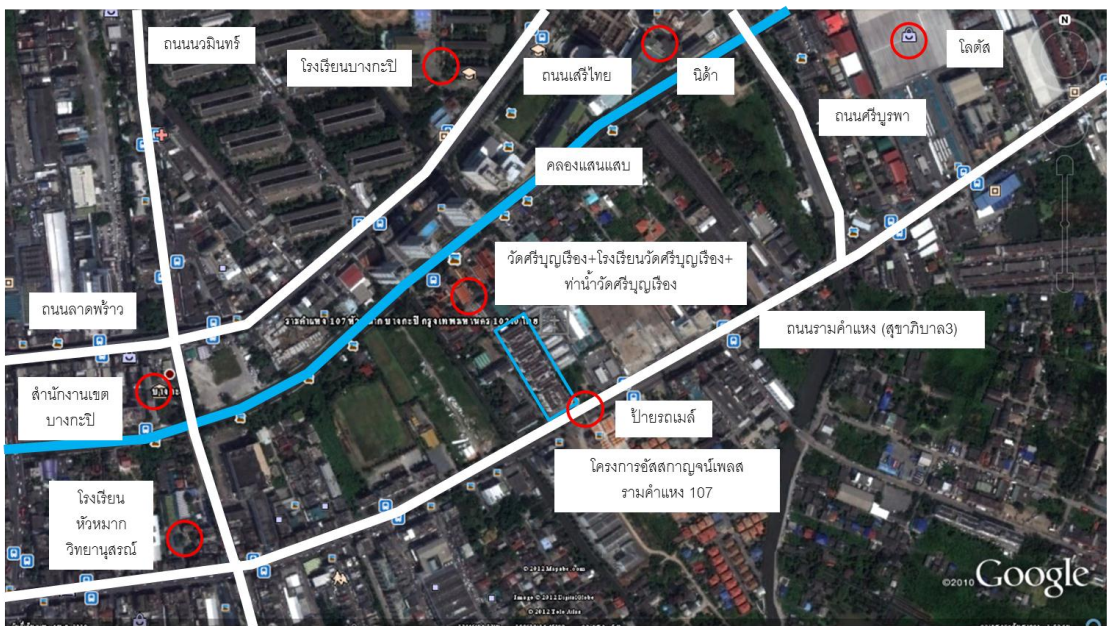 N
ถนนนวมินทร์
โลตัส
โรงเรียนบางกะปิ
ถนนเสรีไทย
นิด้า
ถนนศรีบูรพา
คลองแสนแสบ
วัดศรีบุญเรือง+โรงเรียนวัดศรีบุญเรือง+
ท่าน้ำวัดศรีบุญเรือง
ถนนลาดพร้าว
ถนนรามคำแหง (สุขาภิบาล3)
สำนักงานเขต
บางกะปิ
ป้ายรถเมล์
โครงการอัสสกาญจน์เพลส
รามคำแหง 107
โรงเรียน
หัวหมาก
วิทยานุสรณ์
© 2012 Mapabc.com
Image © 2012 DigitalGlobe
© 2012 Tele Atlas
©2010 Google